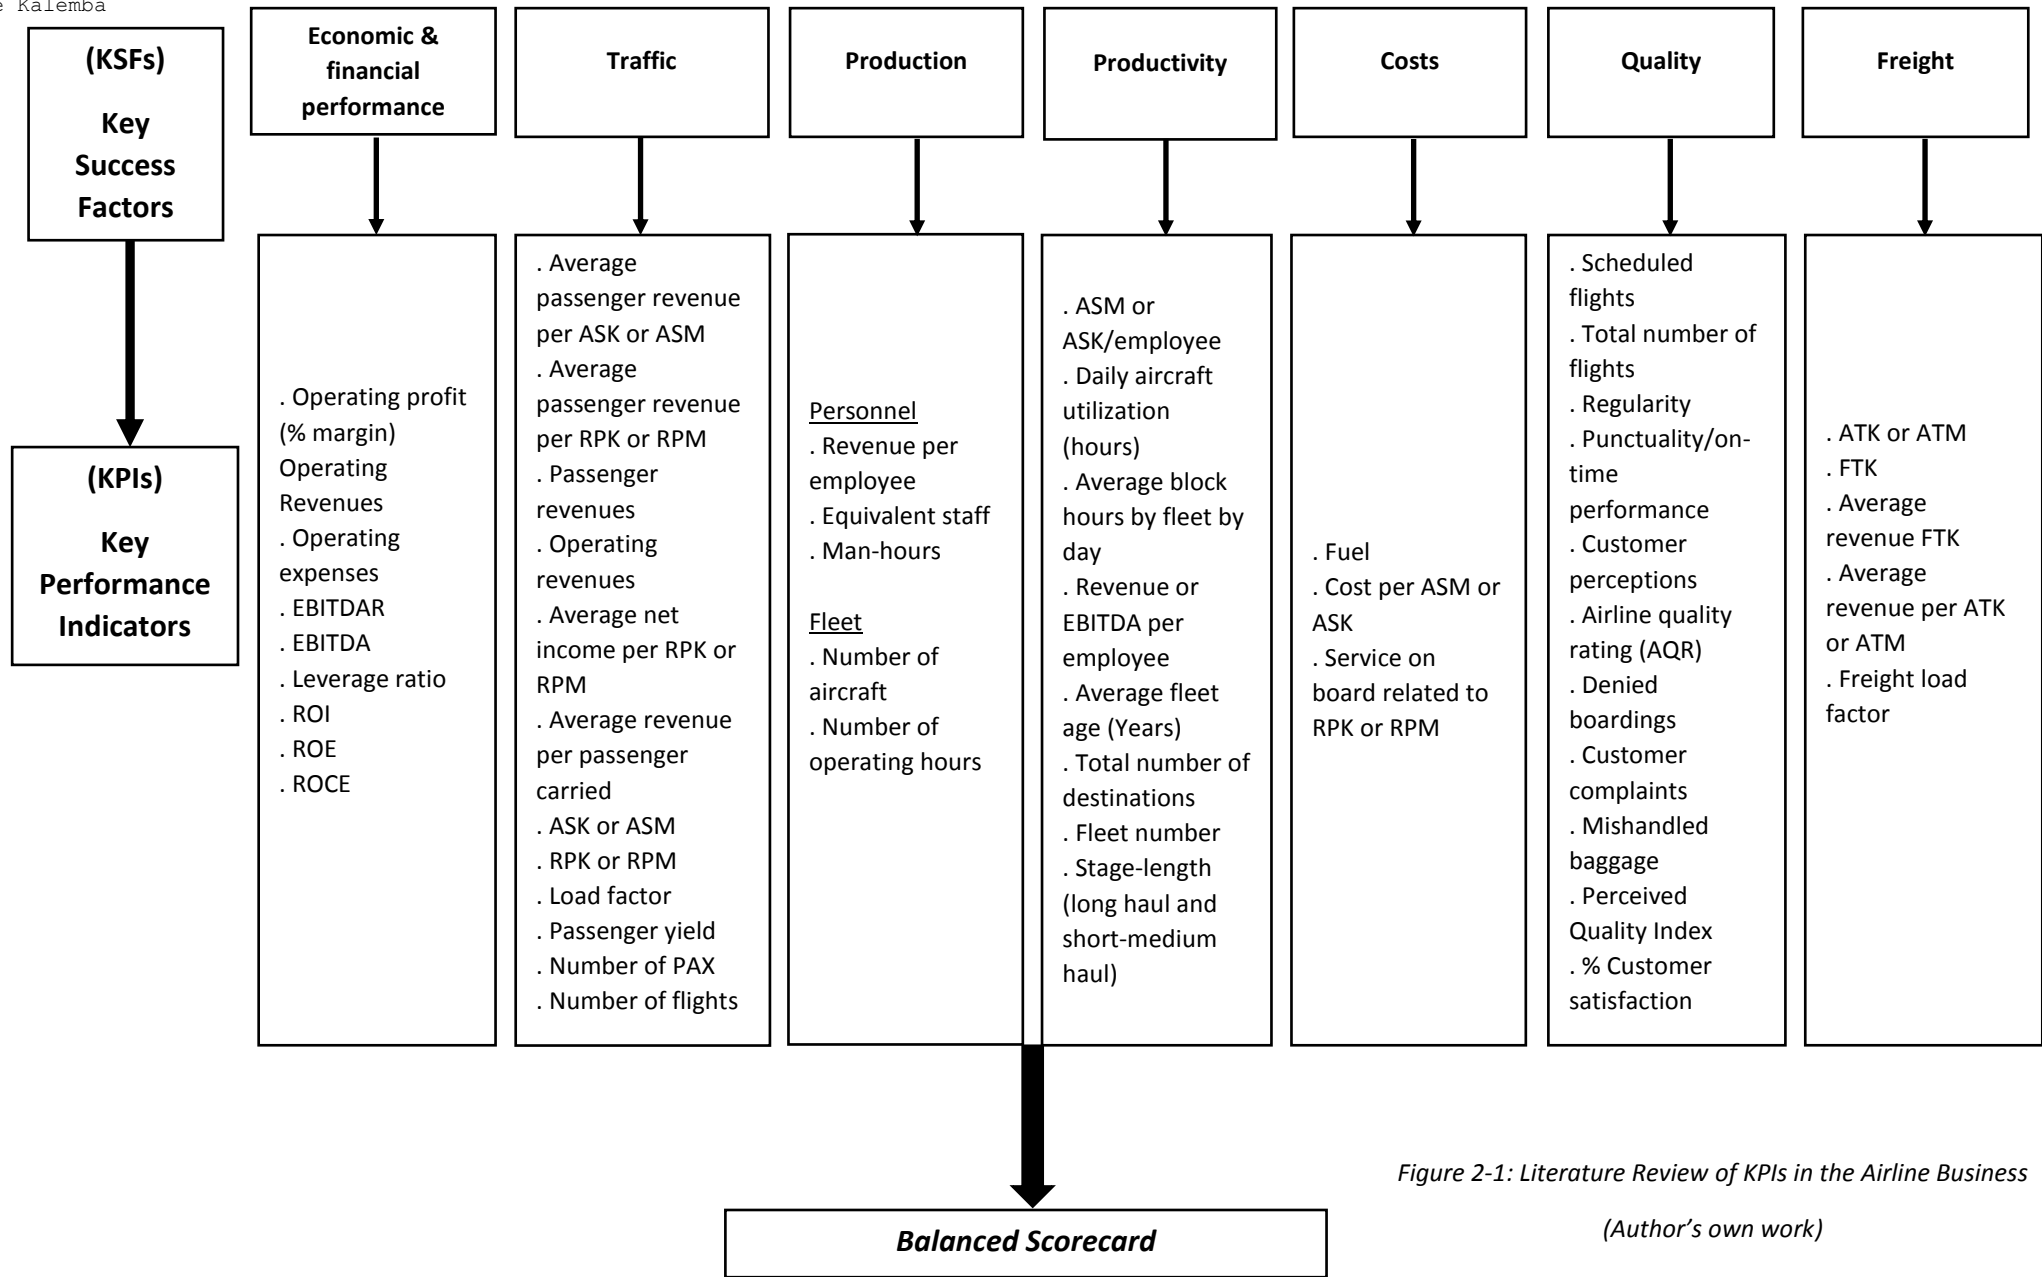 e Kalemba
(KSFs)
Key
Success
Factors
(KPIs)
Key
Performance
Indicators
Economic &
financial
performance
Traffic
Production
Productivity
Costs
Quality
Freight
. Operating profit
(% margin)
Operating
Revenues
. Operating
expenses
. EBITDAR
. EBITDA
. Leverage ratio
. ROI
. ROE
. ROCE
. Average
passenger revenue
per ASK or ASM
. Average
passenger revenue
per RPK or RPM
. Passenger
revenues
. Operating
revenues
. Average net
income per RPK or
RPM
. Average revenue
per passenger
carried
. ASK or ASM
. RPK or RPM
. Load factor
. Passenger yield
. Number of PAX
. Number of flights
Personnel
. Revenue per
employee
. Equivalent staff
. Man-hours
Fleet
. Number of
aircraft
. Number of
operating hours
. ASM or
ASK/employee
. Daily aircraft
utilization
(hours)
. Average block
hours by fleet by
day
. Revenue or
EBITDA per
employee
. Average fleet
age (Years)
. Total number of
destinations
. Fleet number
. Stage-length
(long haul and
short-medium
haul)
. Fuel
. Cost per ASM or
ASK
. Service on
board related to
RPK or RPM
. Scheduled
flights
. Total number of
flights
. Regularity
. Punctuality/on-
time
performance
. Customer
perceptions
. Airline quality
rating (AQR)
. Denied
boardings
. Customer
complaints
. Mishandled
baggage
. Perceived
Quality Index
. % Customer
satisfaction
. ATK or ATM
. FTK
. Average
revenue FTK
. Average
revenue per ATK
or ATM
. Freight load
factor
Balanced Scorecard
Figure 2-1: Literature Review of KPIs in the Airline Business
(Author’s own work)